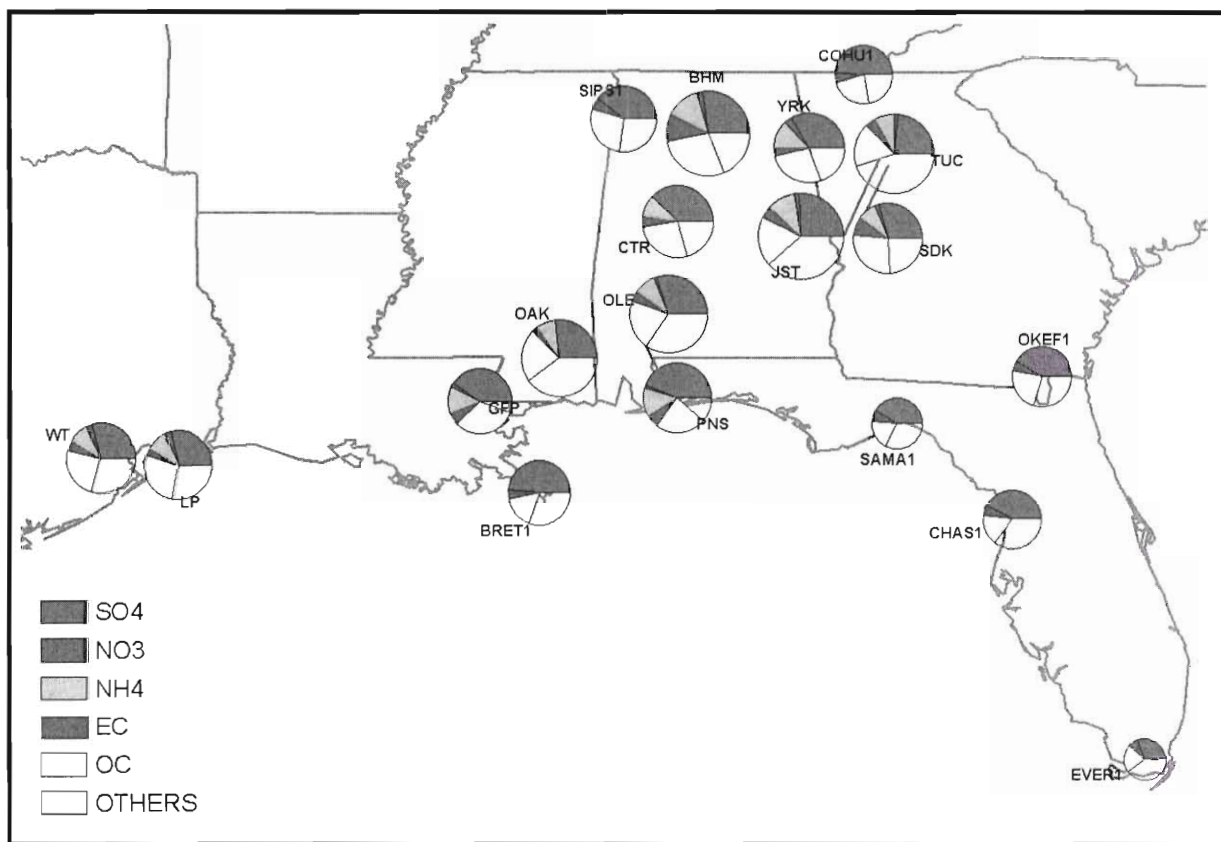 COHU1
BHM
SIPS1
YRK
TUC
CTR
SDK
JST
OLE
OAK
OKEF1
GFP
PNS
WT
SAMA1
LP
BRET1
CHAS1
SO4
NO3
NH4
EC
OC
EVER1
OTHERS